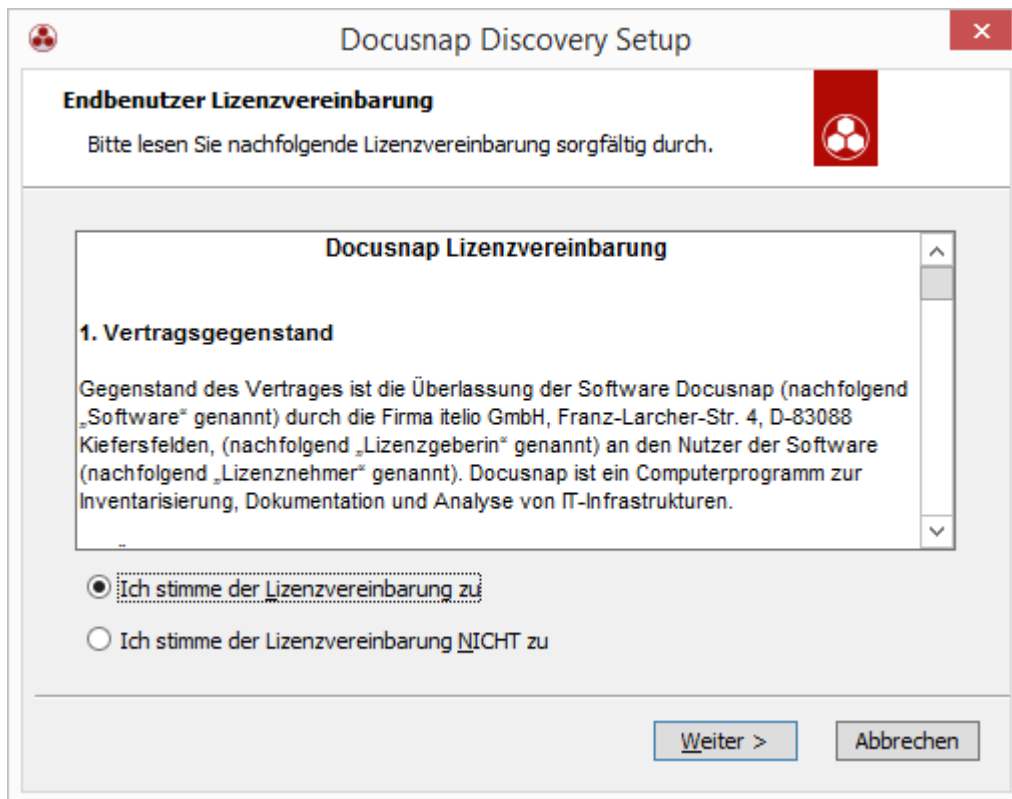 Docusnap Discovery Setup
Endbenutzer Lizenzvereinbarung
Bitte lesen Sie nachfolgende Lizenzvereinbarung sorgfältig durch.
Docusnap Lizenzvereinbarung
1. Vertragsgegenstand
Gegenstand des Vertrages ist die Überlassung der Software Docusnap (nachfolgend
„Software“ genannt) durch die Firma itelio GmbH, Franz-Larcher-Str. 4, D-83088
Kiefersfelden, (nachfolgend „Lizenzgeberin“ genannt) an den Nutzer der Software
(nachfolgend „Lizenznehmer“ genannt). Docusnap ist ein Computerprogramm zur
Inventarisierung, Dokumentation und Analyse von IT-Infrastrukturen.
Ich stimme der Lizenzvereinbarung zu
Ich stimme der Lizenzvereinbarung NICHT zu
Weiter >
Abbrechen